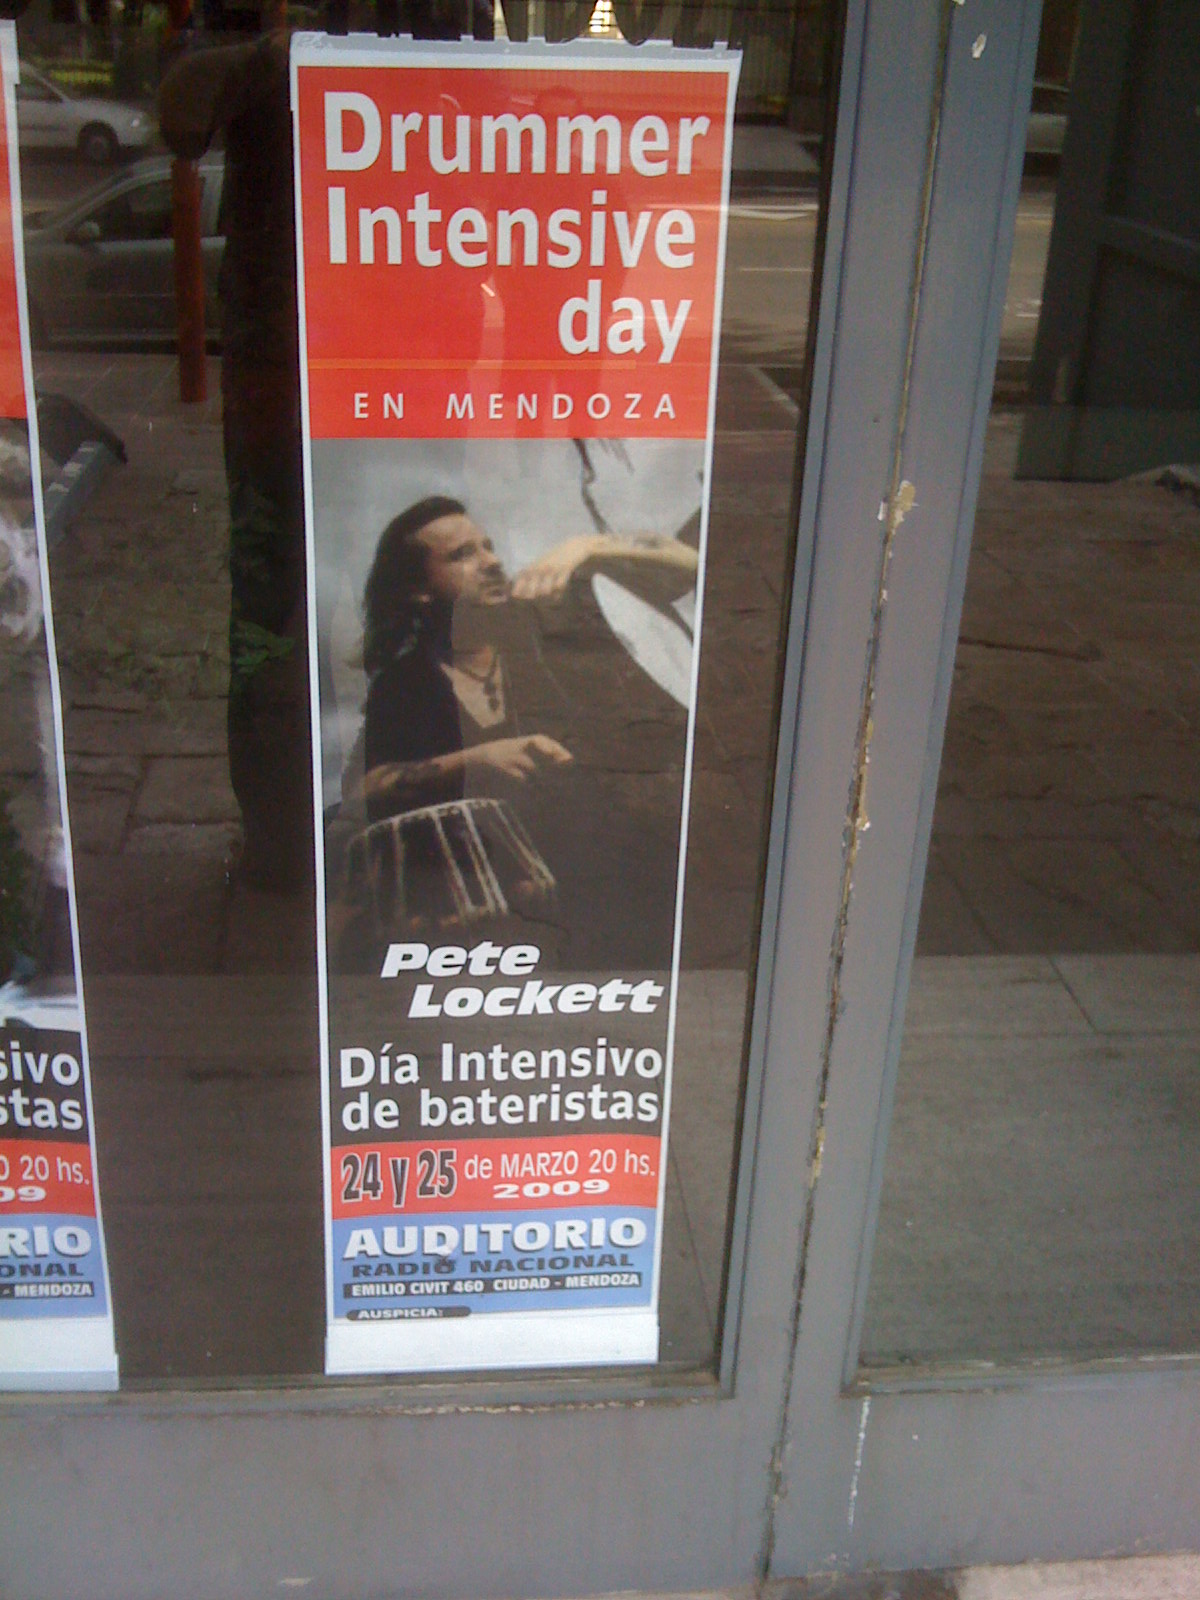 Drummer
Intensive
day
EN MENDOZA
Pete
Lockett
Día Intensivo
de bateristas
24 y 25 de MARZO 20 hs.
2009
AUDITORIO
RADIO NACIONAL
EMILIO CIVIT 460 CIUDAD - MENDOZA
AUSPICIA:
sivo
stas
O 20 hs.
09
RIO
ONAL
- MENDOZA